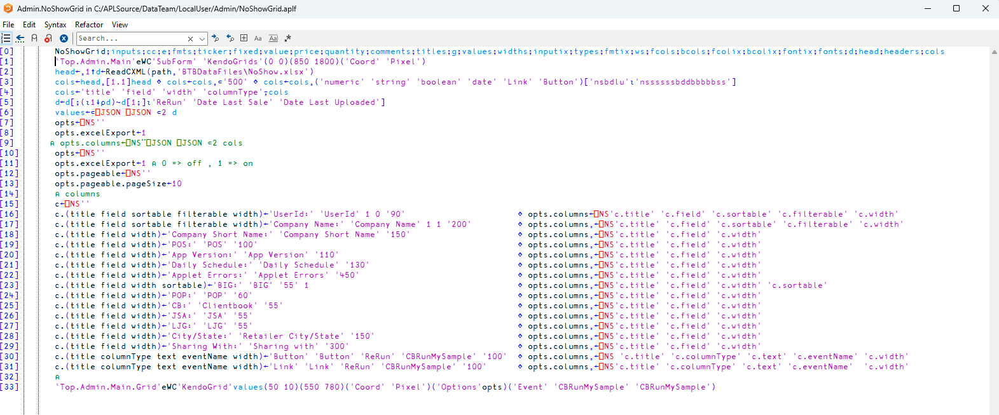 Admin.NoShowGrid in C:/APLSource/DataTeam/LocalUser/Admin/NoShowGrid.aplf
File Edit Syntax Refactor View
Search...
[0] NoShowGrid;inputs;cc;e;fmts;ticker;fixed;value;price;quantity;comments;titles;g;values;widths;inputix;types;fmtix;ws;fcols;bcols;fcolix;bcolix;fontix;fonts;d;head;headers;cols
[1] 'Top.Admin.Main'eWC'SubForm' 'KendoGrids'(0 0)(850 1800)('Coord' 'Pixel')
[2] head←,1↑d←ReadCXML(path,'BTBDataFiles\NoShow.xlsx')
[3] cols←head,[1.1]head ⋄ cols←cols,⊂'500' ⋄ cols←cols,('numeric' 'string' 'boolean' 'date' 'Link' 'Button')['nsbdlu'⍳'nssssssbddbbbbbss']
[4] cols←'title' 'field' 'width' 'columnType'⍪cols
[5] d←d[;(⍳1↓⍴d)~d[1;]⍳'ReRun' 'Date Last Sale' 'Date Last Uploaded']
[6] values←⊂⎕JSON ⎕JSON ⊂2 d
[7] opts←⎕NS''
[8] opts.excelExport←1
[9] ⍝ opts.columns←⎕NS¨⎕JSON ⎕JSON ⊂2 cols
[10] opts←⎕NS''
[11] opts.excelExport←1 ⍝ 0 => off , 1 => on
[12] opts.pageable←⎕NS''
[13] opts.pageable.pageSize←10
[14] ⍝ columns
[15] c←⎕NS''
[16] c.(title field sortable filterable width)←'UserId:' 'UserId' 1 0 '90' ⋄ opts.columns←⎕NS'c.title' 'c.field' 'c.sortable' 'c.filterable' 'c.width'
[17] c.(title field sortable filterable width)←'Company Name:' 'Company Name' 1 1 '200' ⋄ opts.columns,←⎕NS'c.title' 'c.field' 'c.sortable' 'c.filterable' 'c.width'
[18] c.(title field width)←'Company Short Name:' 'Company Short Name' '150' ⋄ opts.columns,←⎕NS'c.title' 'c.field' 'c.width'
[19] c.(title field width)←'POS:' 'POS' '100' ⋄ opts.columns,←⎕NS'c.title' 'c.field' 'c.width'
[20] c.(title field width)←'App Version:' 'App Version' '110' ⋄ opts.columns,←⎕NS'c.title' 'c.field' 'c.width'
[21] c.(title field width)←'Daily Schedule:' 'Daily Schedule' '130' ⋄ opts.columns,←⎕NS'c.title' 'c.field' 'c.width'
[22] c.(title field width)←'Applet Errors:' 'Applet Errors' '450' ⋄ opts.columns,←⎕NS'c.title' 'c.field' 'c.width'
[23] c.(title field width sortable)←'BIG:' 'BIG' '55' 1 ⋄ opts.columns,←⎕NS'c.title' 'c.field' 'c.width' 'c.sortable'
[24] c.(title field width)←'POP:' 'POP' '60' ⋄ opts.columns,←⎕NS'c.title' 'c.field' 'c.width'
[25] c.(title field width)←'CB:' 'Clientbook' '55' ⋄ opts.columns,←⎕NS'c.title' 'c.field' 'c.width'
[26] c.(title field width)←'JSA:' 'JSA' '55' ⋄ opts.columns,←⎕NS'c.title' 'c.field' 'c.width'
[27] c.(title field width)←'LJG:' 'LJG' '55' ⋄ opts.columns,←⎕NS'c.title' 'c.field' 'c.width'
[28] c.(title field width)←'City/State:' 'Retailer City/State' '150' ⋄ opts.columns,←⎕NS'c.title' 'c.field' 'c.width'
[29] c.(title field width)←'Sharing With:' 'Sharing with' '300' ⋄ opts.columns,←⎕NS'c.title' 'c.field' 'c.width'
[30] c.(title columnType text eventName width)←'Button' 'Button' 'ReRun' 'CBRunMySample' '100' ⋄ opts.columns,←⎕NS 'c.title' 'c.columnType' 'c.text' 'c.eventName' 'c.width'
[31] c.(title columnType text eventName width)←'Link' 'Link' 'ReRun' 'CBRunMySample' '100' ⋄ opts.columns,←⎕NS'c.title' 'c.columnType' 'c.text' 'c.eventName' 'c.width'
[32] ⍝
[33] 'Top.Admin.Main.Grid'eWC'KendoGrid'values(50 10)(550 780)('Coord' 'Pixel')('Options'opts)('Event' 'CBRunMySample' 'CBRunMySample')